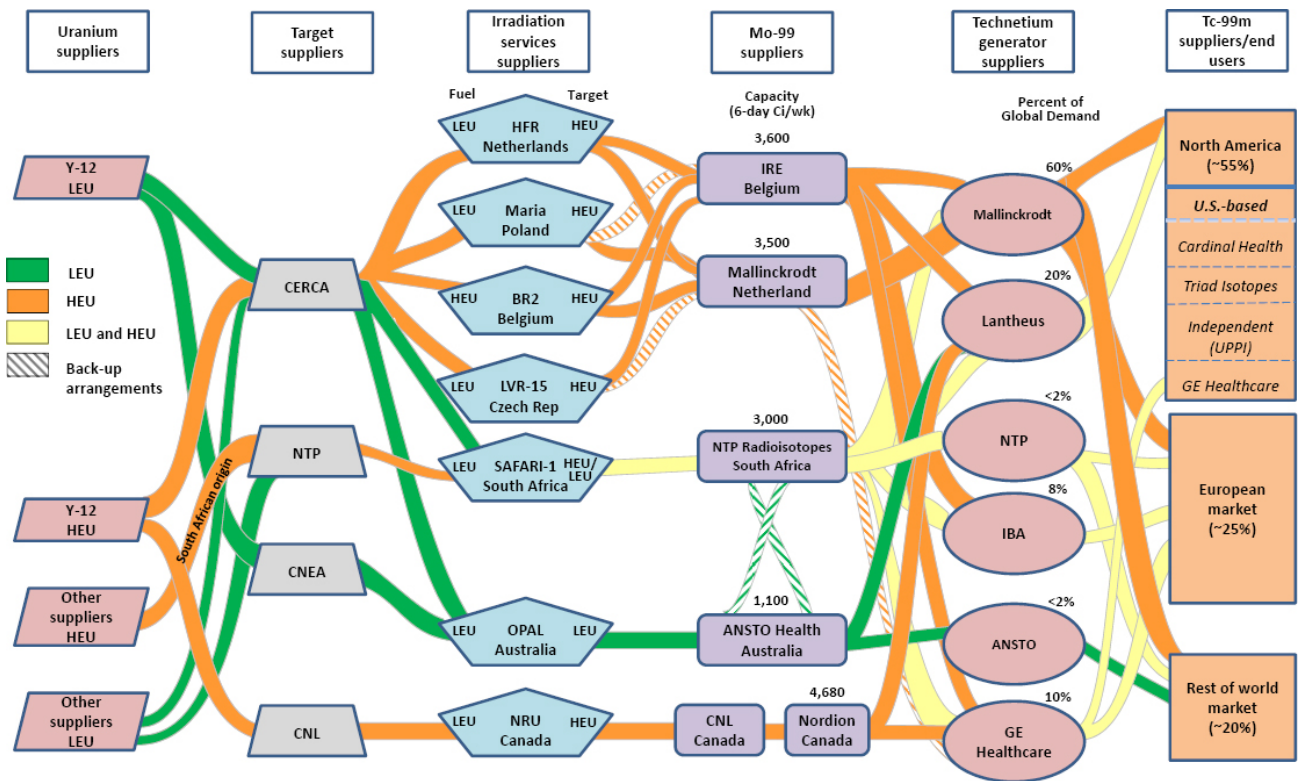 Uranium
suppliers
Target
suppliers
Irradiation
services
suppliers
Mo-99
suppliers
Technetium
generator
suppliers
Tc-99m
suppliers/end
users
Fuel
Target
Capacity
(6-day Ci/wk)
Percent of
Global Demand
Y-12
LEU
Y-12
HEU
Other
suppliers
HEU
Other
suppliers
LEU
LEU
HEU
LEU and HEU
Back-up
arrangements
South African origin
CERCA
NTP
CNEA
CNL
LEU
HFR
Netherlands
HEU
LEU
Maria
Poland
HEU
HEU
BR2
Belgium
HEU
LEU
LVR-15
Czech Rep
HEU
LEU
SAFARI-1
South Africa
HEU/
LEU
LEU
OPAL
Australia
LEU
LEU
NRU
Canada
HEU
3,600
IRE
Belgium
3,500
Mallinckrodt
Netherland
3,000
NTP Radioisotopes
South Africa
1,100
ANSTO Health
Australia
CNL
Canada
4,680
Nordion
Canada
60%
Mallinckrodt
20%
Lantheus
<2%
NTP
8%
IBA
<2%
ANSTO
10%
GE
Healthcare
North America
(~55%)
U.S.-based
Cardinal Health
Triad Isotopes
Independent
(UPPI)
GE Healthcare
European
market
(~25%)
Rest of world
market
(~20%)